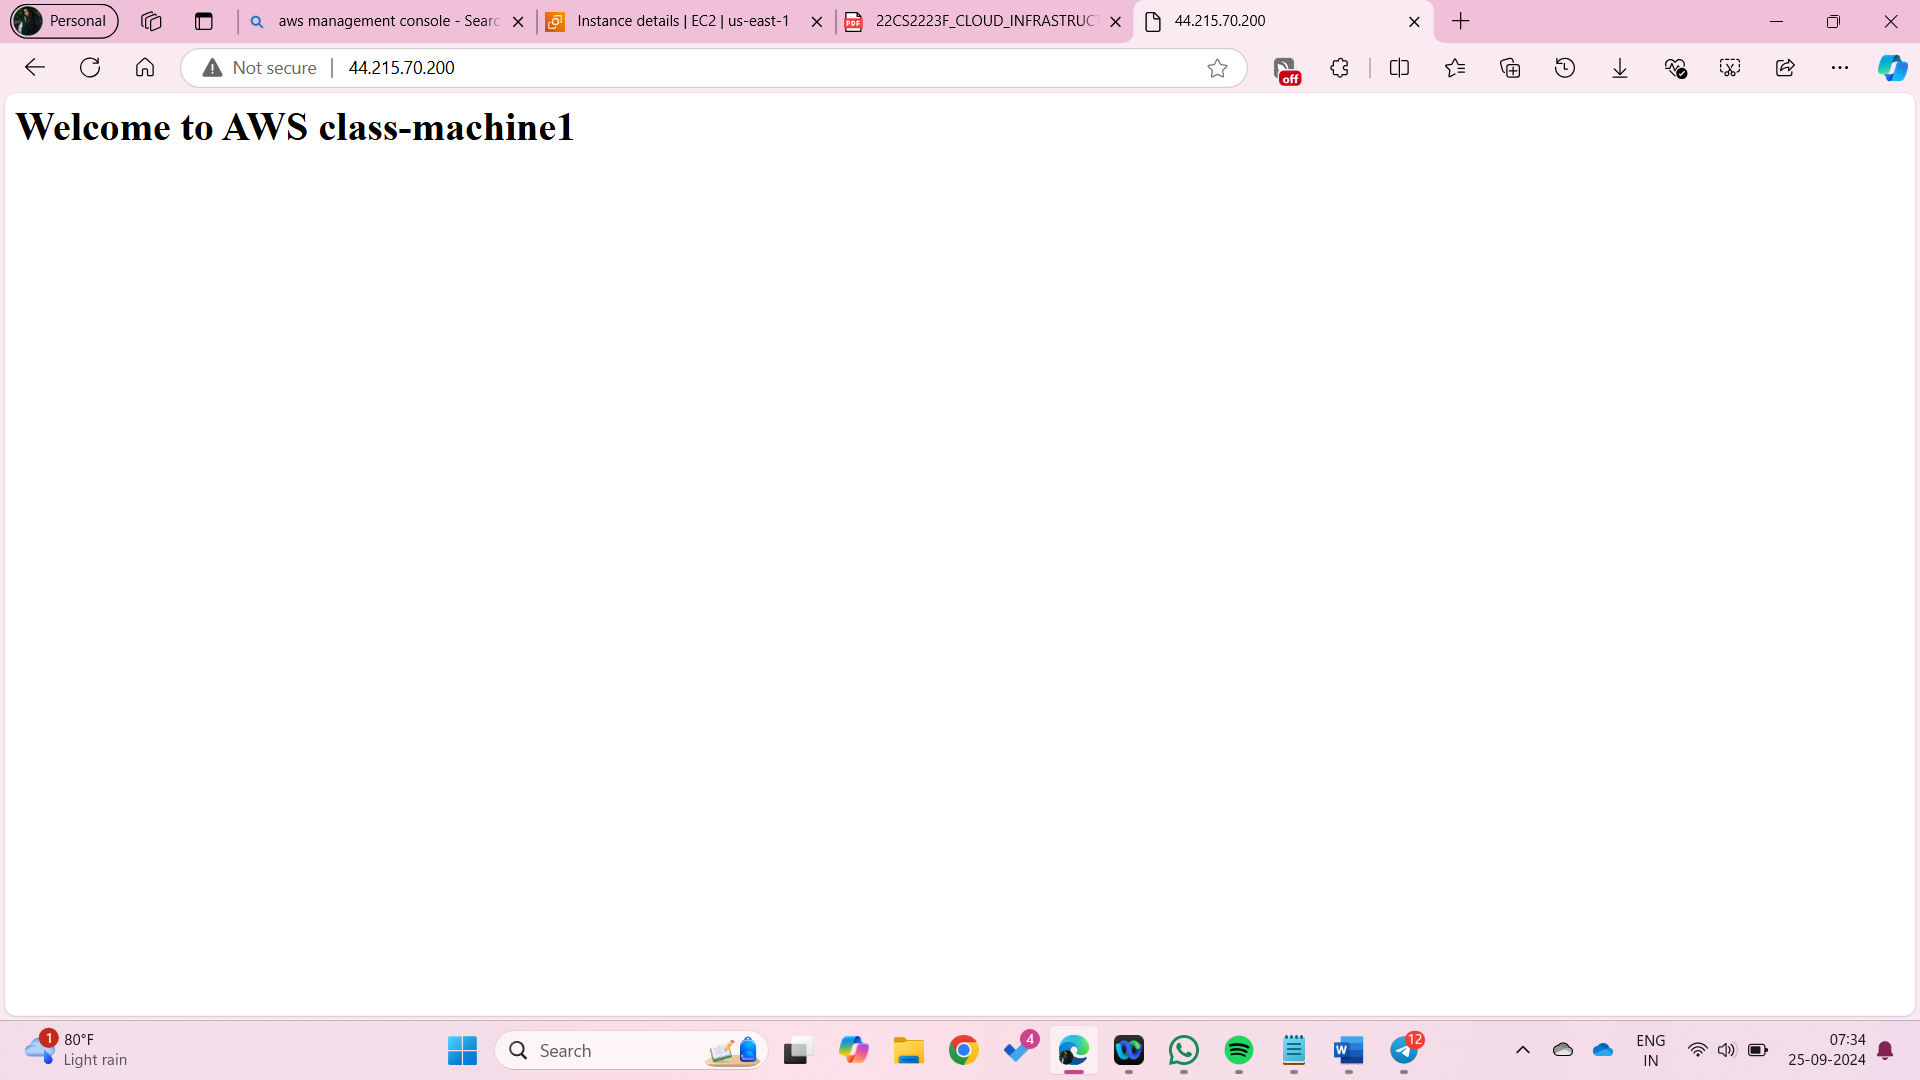 Personal
aws management console - Searc
Instance details | EC2 | us-east-1
PDF
22CS2223F_CLOUD_INFRASTRUCT
44.215.70.200
Not secure
44.215.70.200
off
Welcome to AWS class-machine1
1
80°F
Light rain
Search
4
W
12
ENG
IN
07:34
25-09-2024